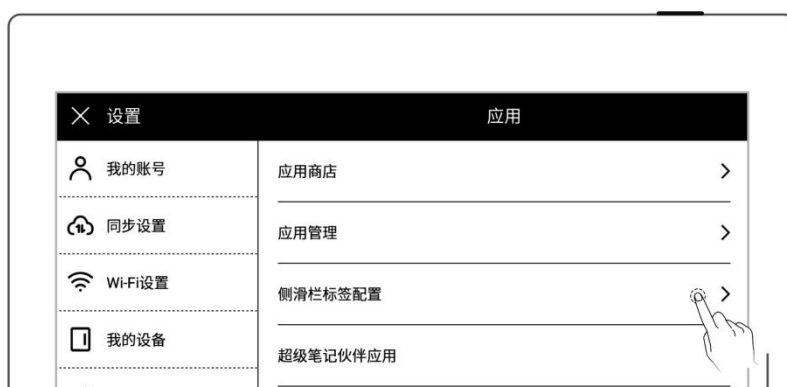 设置
应用
我的账号
同步设置
Wi-Fi设置
我的设备
应用商店
应用管理
侧滑栏标签配置
超级笔记伙伴应用